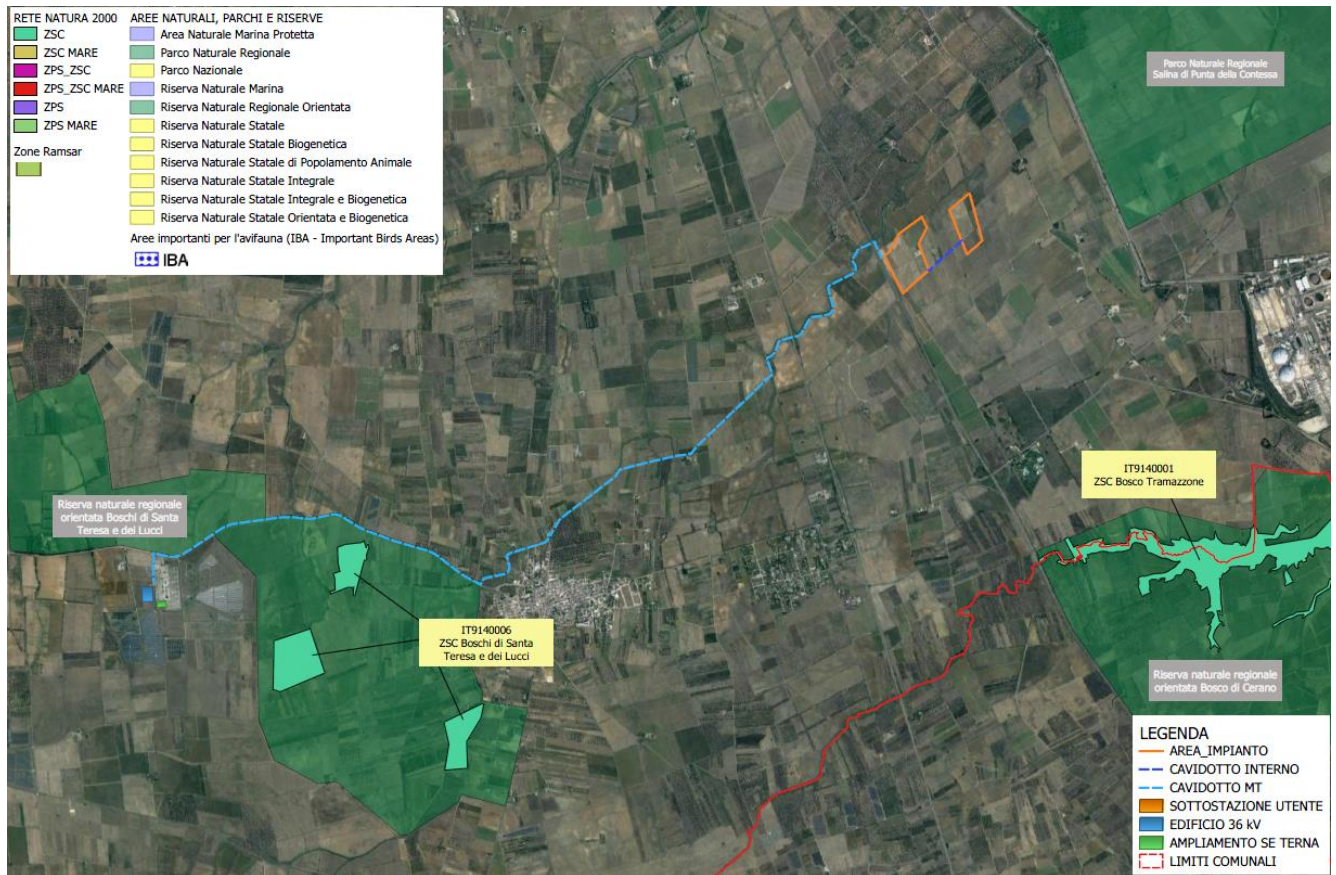 RETE NATURA 2000
ZSC
ZSC MARE
ZPS_ZSC
ZPS_ZSC MARE
ZPS
ZPS MARE
Zone Ramsar
AREE NATURALI, PARCHI E RISERVE
Area Naturale Marina Protetta
Parco Naturale Regionale
Parco Nazionale
Riserva Naturale Marina
Riserva Naturale Regionale Orientata
Riserva Naturale Statale
Riserva Naturale Statale Biogenetica
Riserva Naturale Statale di Popolamento Animale
Riserva Naturale Statale Integrale
Riserva Naturale Statale Integrale e Biogenetica
Riserva Naturale Statale Orientata e Biogenetica
Aree importanti per l'avifauna (IBA - Important Birds Areas)
IBA
Parco Naturale Regionale
Salina di Punta della Contessa
IT9140001
ZSC Bosco Tramazzone
Riserva naturale regionale
orientata Boschi di Santa
Teresa e dei Lucci
IT9140006
ZSC Boschi di Santa
Teresa e dei Lucci
Riserva naturale regionale
orientata Bosco di Cerano
LEGENDA
AREA_IMPIANTO
CAVIDOTTO INTERNO
CAVIDOTTO MT
SOTTOSTAZIONE UTENTE
EDIFICIO 36 kV
AMPLIAMENTO SE TERNA
LIMITI COMUNALI